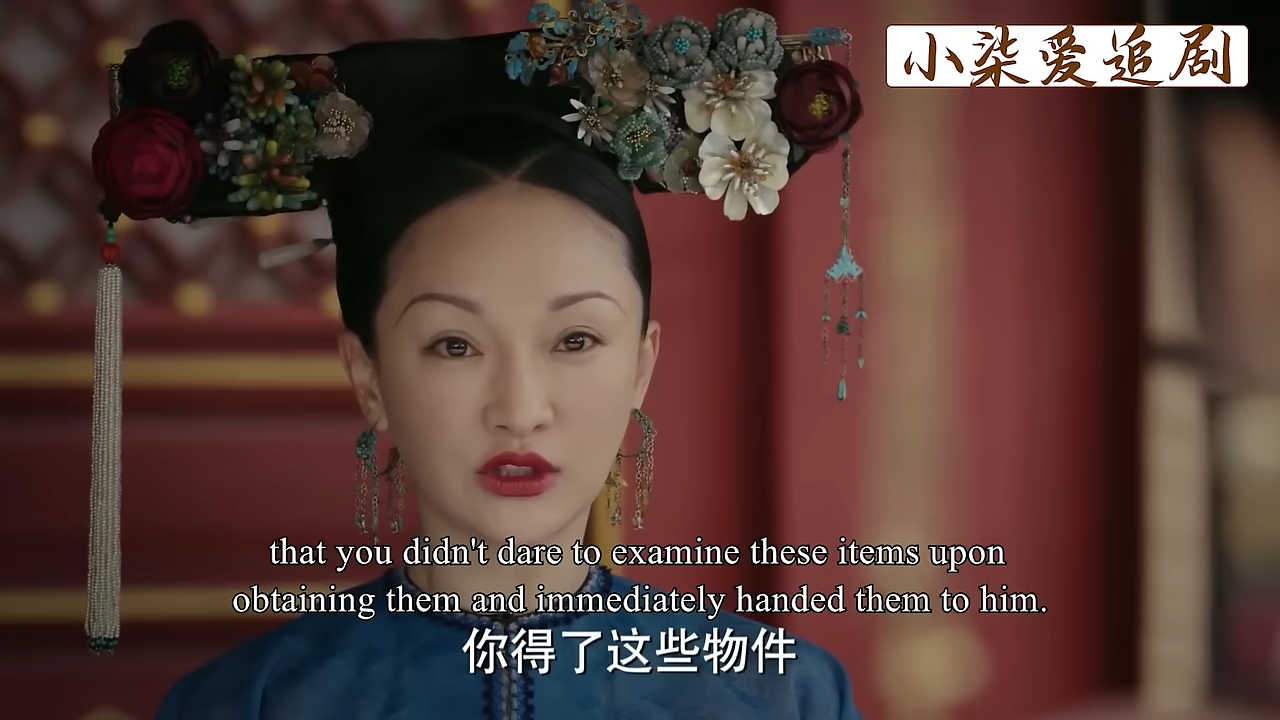 小柒爱追剧
that you didn't dare to examine these items upon
obtaining them and immediately handed them to him.
你得了这些物件